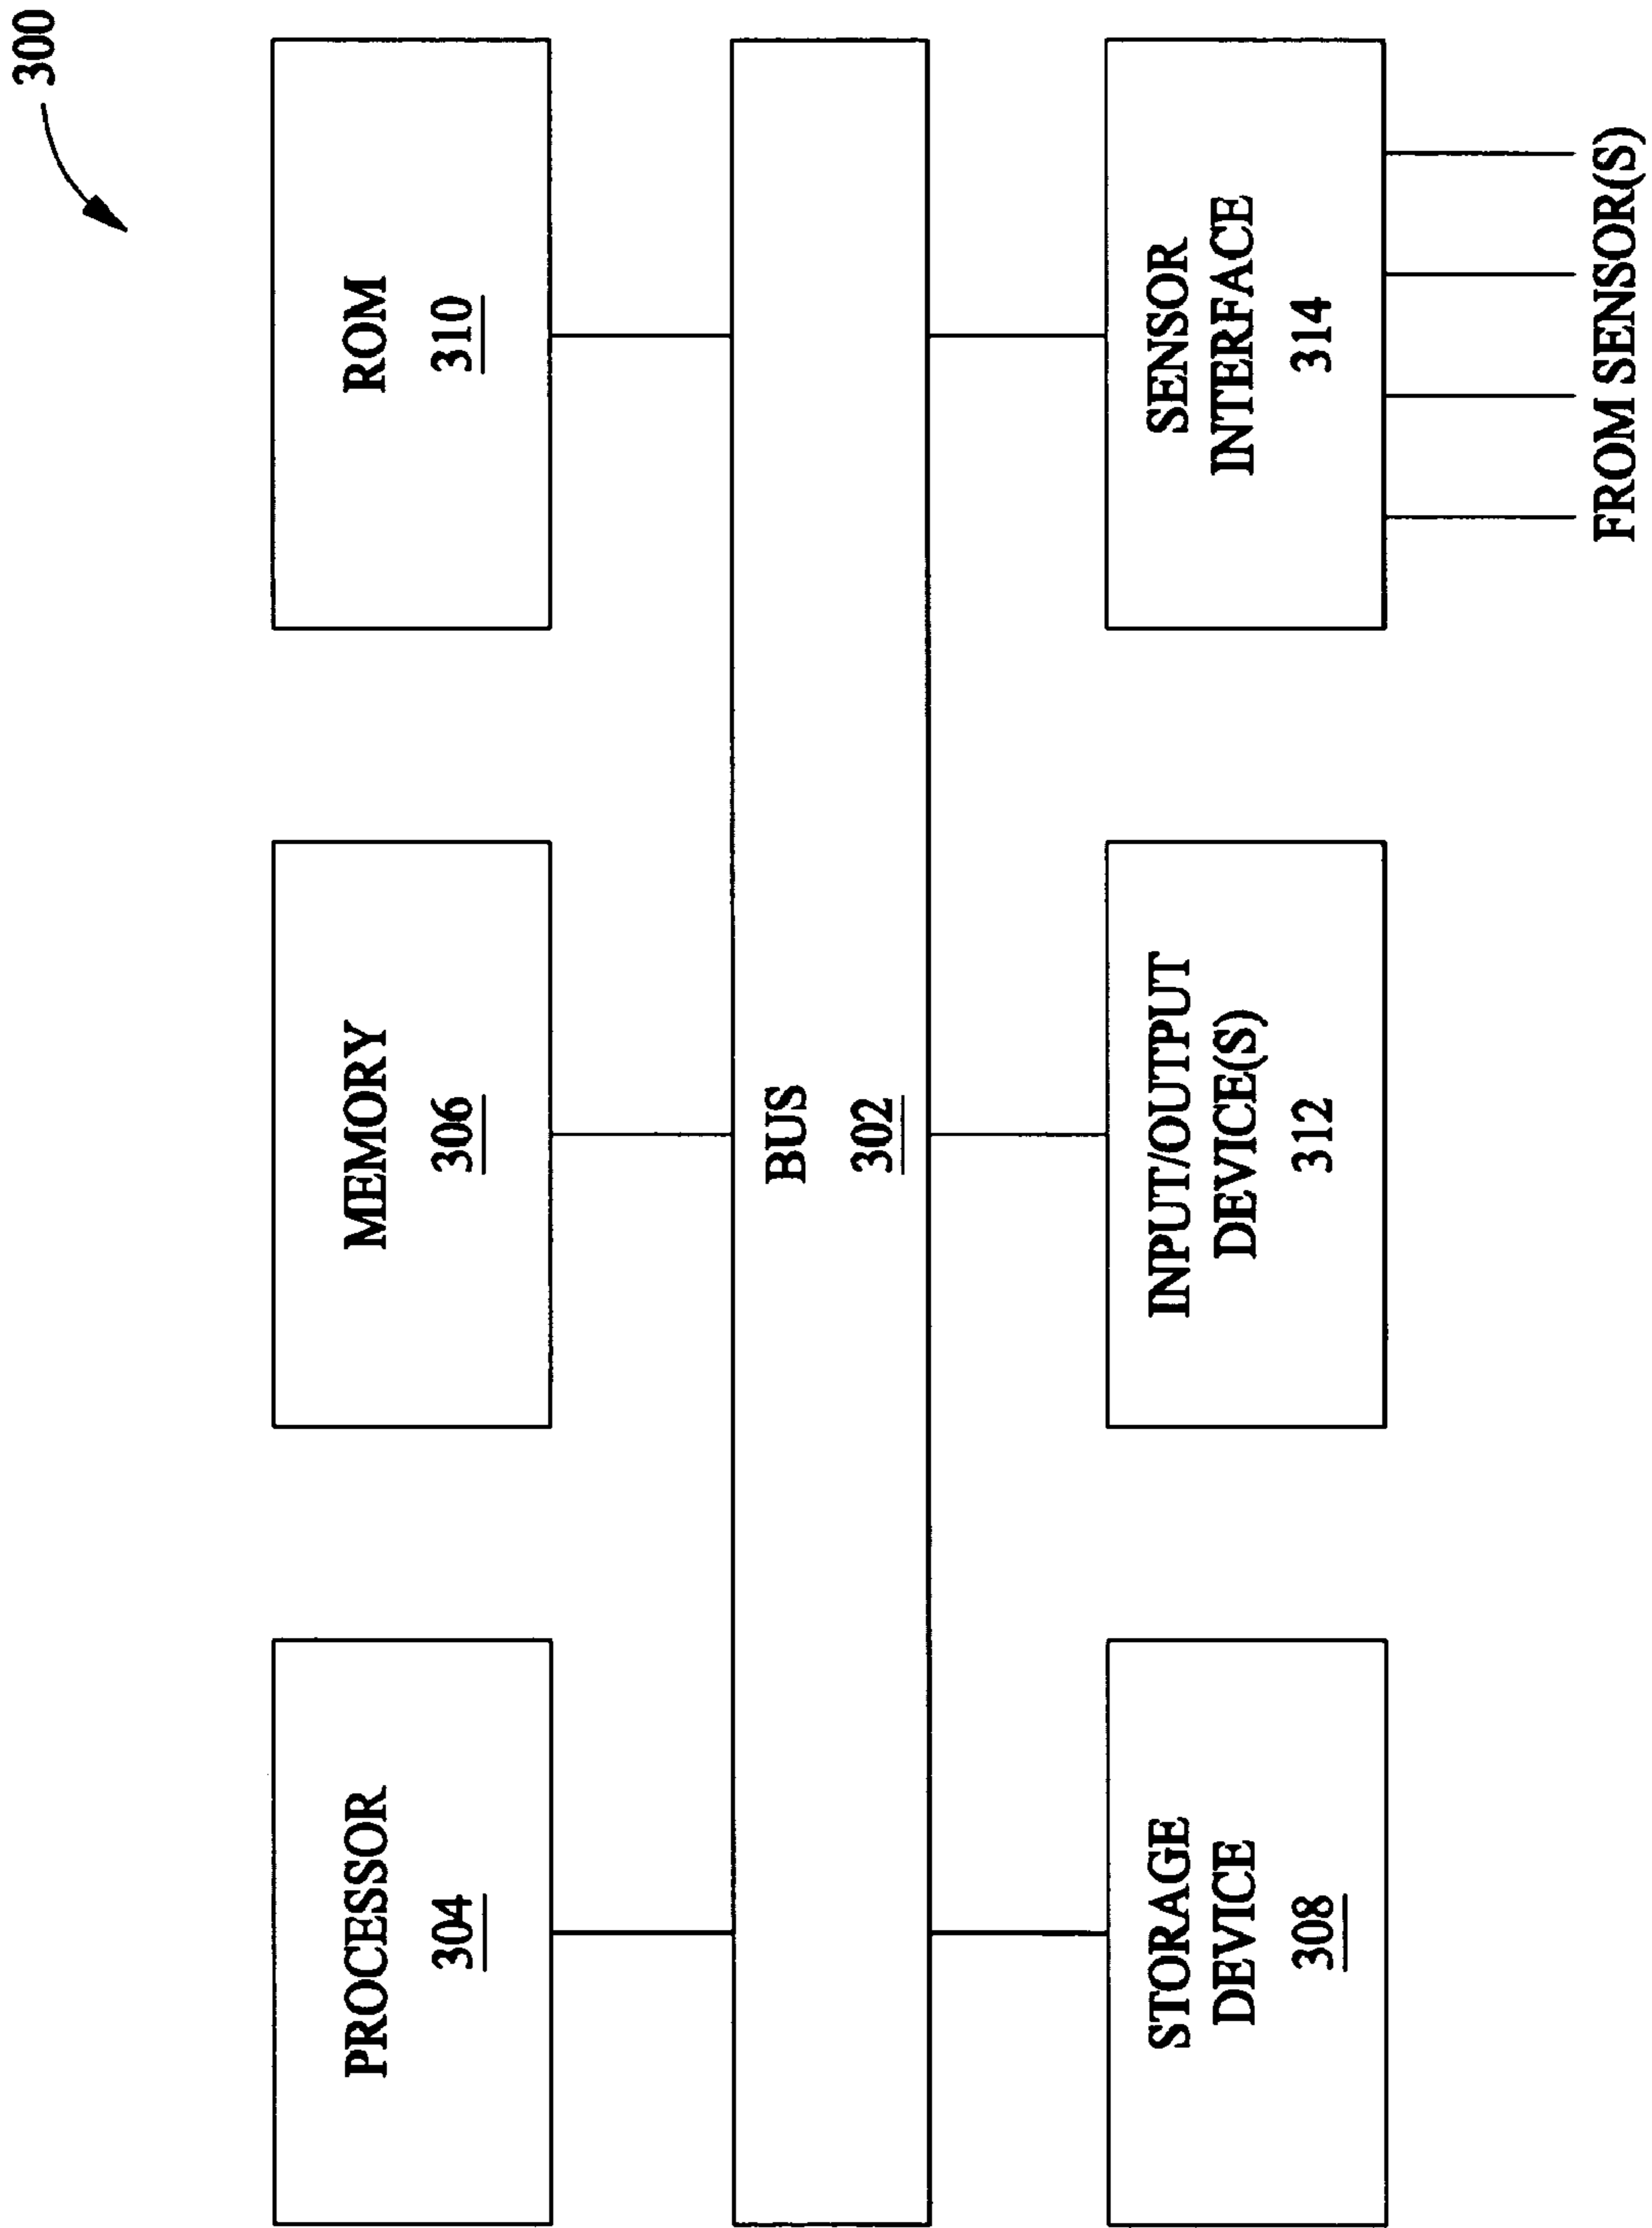 300
PROCESSOR
304
MEMORY
306
ROM
310
BUS
302
STORAGE
DEVICE
308
INPUT/OUTPUT
DEVICE(S)
312
SENSOR
INTERFACE
314
FROM SENSOR(S)